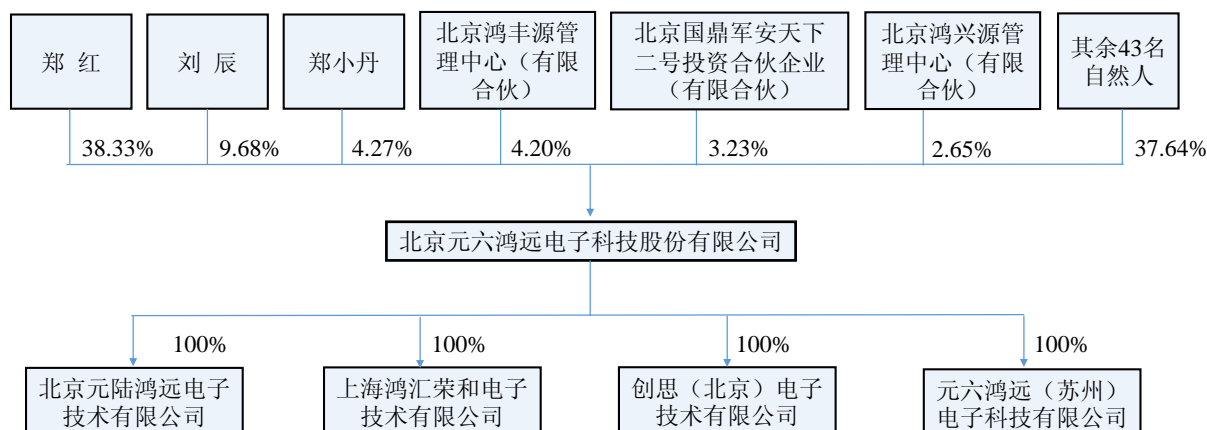 郑 红
刘 辰
郑小丹
北京鸿丰源管
理中心（有限
合伙）
北京国鼎军安天下
二号投资合伙企业
（有限合伙）
北京鸿兴源管
理中心（有限
合伙）
其余43名
自然人
38.33%
9.68%
4.27%
4.20%
3.23%
2.65%
37.64%
北京元六鸿远电子科技股份有限公司
100%
100%
100%
100%
北京元陆鸿远电子
技术有限公司
上海鸿汇荣和电子
技术有限公司
创思（北京）电子
技术有限公司
元六鸿远（苏州）
电子科技有限公司